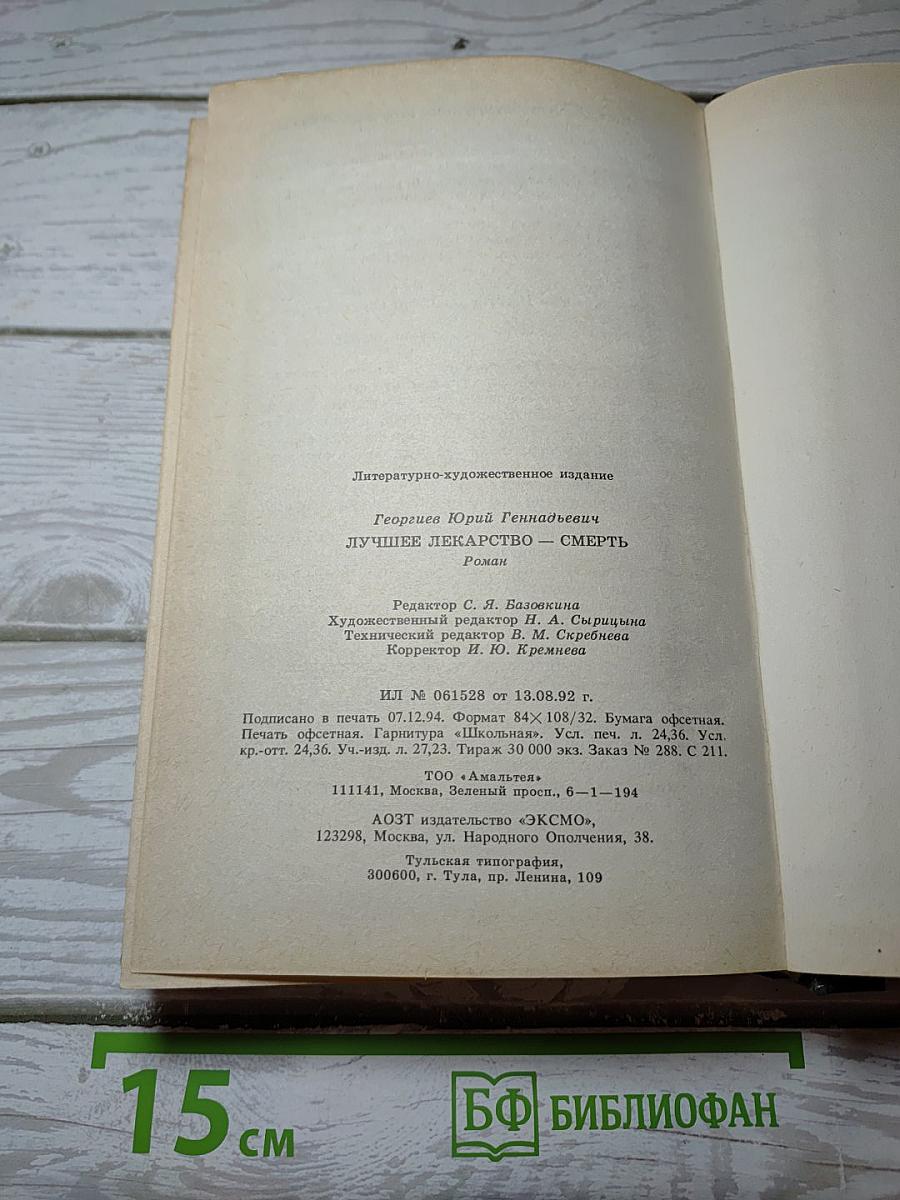 Литературно-художественное издание
Георгиев Юрий Геннадьевич
ЛУЧШЕЕ ЛЕКАРСТВО — СМЕРТЬ
Роман
Редактор С. Я. Базовкина
Художественный редактор Н. А. Сырицына
Технический редактор В. М. Скребнева
Корректор И. Ю. Кремнева
ИЛ № 061528 от 13.08.92 г.
Подписано в печать 07.12.94. Формат 84×108/32. Бумага офсетная.
Печать офсетная. Гарнитура «Школьная». Усл. печ. л. 24,36. Усл.
кр.-отт. 24,36. Уч.-изд. л. 27,23. Тираж 30 000 экз. Заказ № 288. С 211.
ТОО «Амальтея»
111141, Москва, Зеленый просп., 6—1—194
АОЗТ издательство «ЭКСМО»,
123298, Москва, ул. Народного Ополчения, 38.
Тульская типография,
300600, г. Тула, пр. Ленина, 109
15 см
БФ БИБЛИОФАН